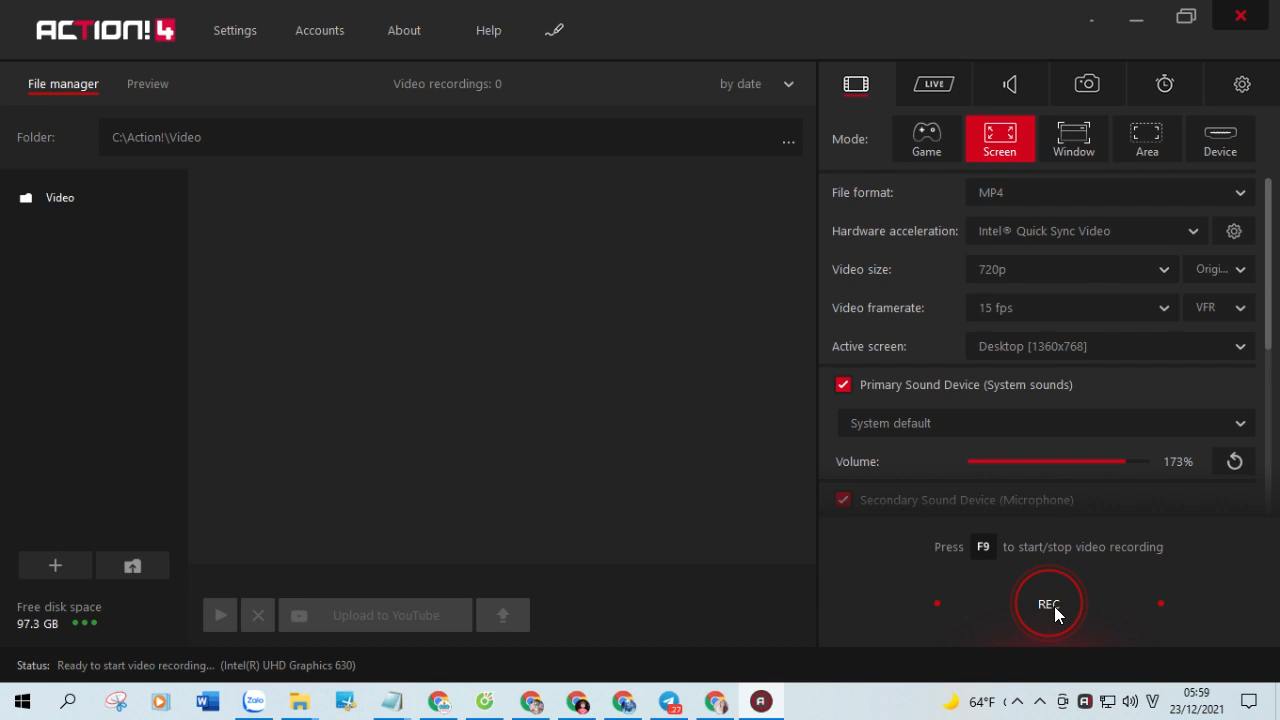 ACTION! 4 Settings Accounts About Help
File manager Preview Video recordings: 0 by date
Folder: C:\Action!\Video ...
Video
Free disk space
97.3 GB
Upload to YouTube
LIVE
Mode: Game Screen Window Area Device
File format: MP4
Hardware acceleration: Intel® Quick Sync Video
Video size: 720p Origi...
Video framerate: 15 fps VFR
Active screen: Desktop [1360x768]
Primary Sound Device (System sounds)
System default
Volume: 173%
Secondary Sound Device (Microphone)
Press F9 to start/stop video recording
REC
Status: Ready to start video recording... (Intel(R) UHD Graphics 630)
Zalo 27 64°F 05:59
23/12/2021